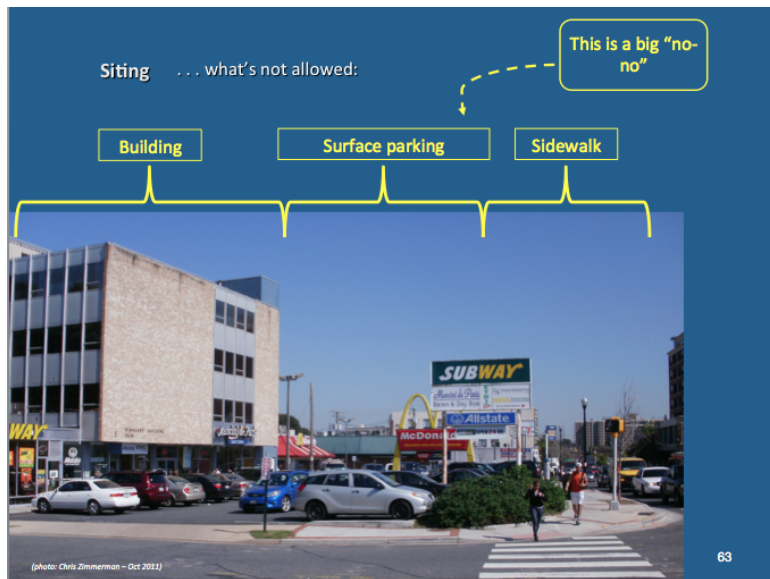 Siting . . . what's not allowed:
This is a big “no-
no”
Building
Surface parking
Sidewalk
SUBWAY
Allstate
McDonald
WAY
(photo: Chris Zimmerman – Oct 2011)
63